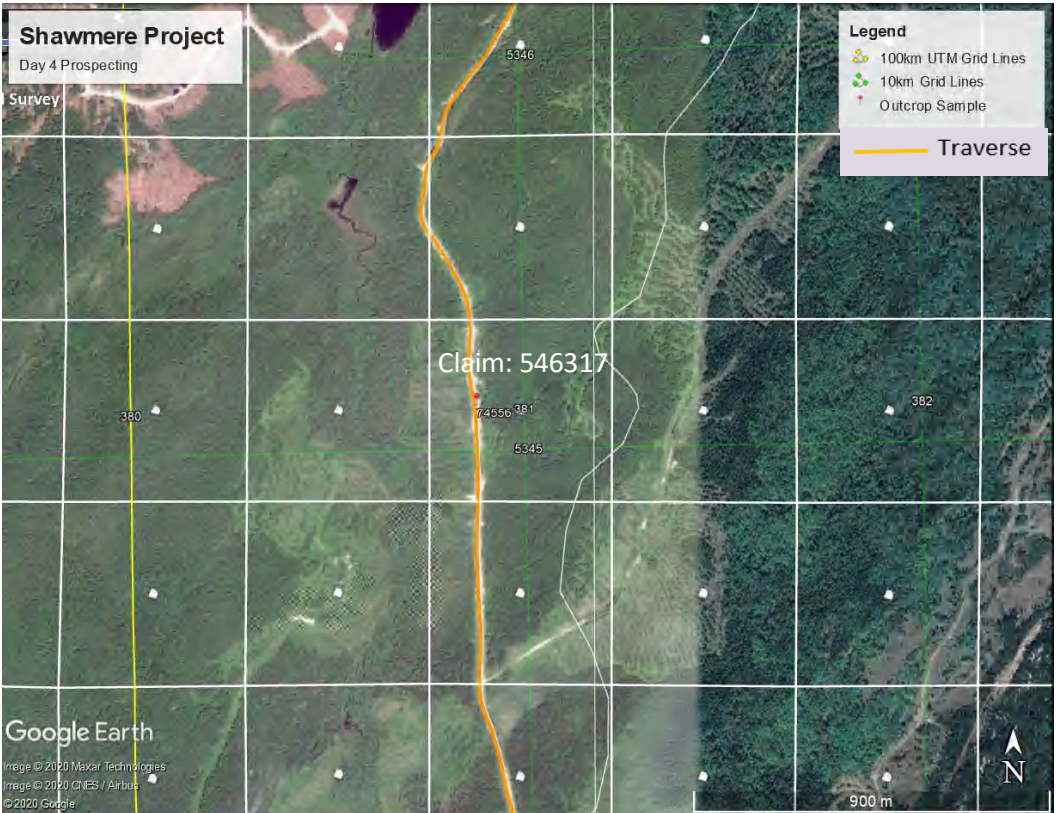 Shawmere Project
Day 4 Prospecting
l Survey
5346
Legend
100km UTM Grid Lines
10km Grid Lines
Outcrop Sample
Traverse
Claim: 546317
380
74556
381
382
5345
Google Earth
Image © 2020 Maxar Technologies
Image © 2020 CNES / Airbus
© 2020 Google
N
900 m